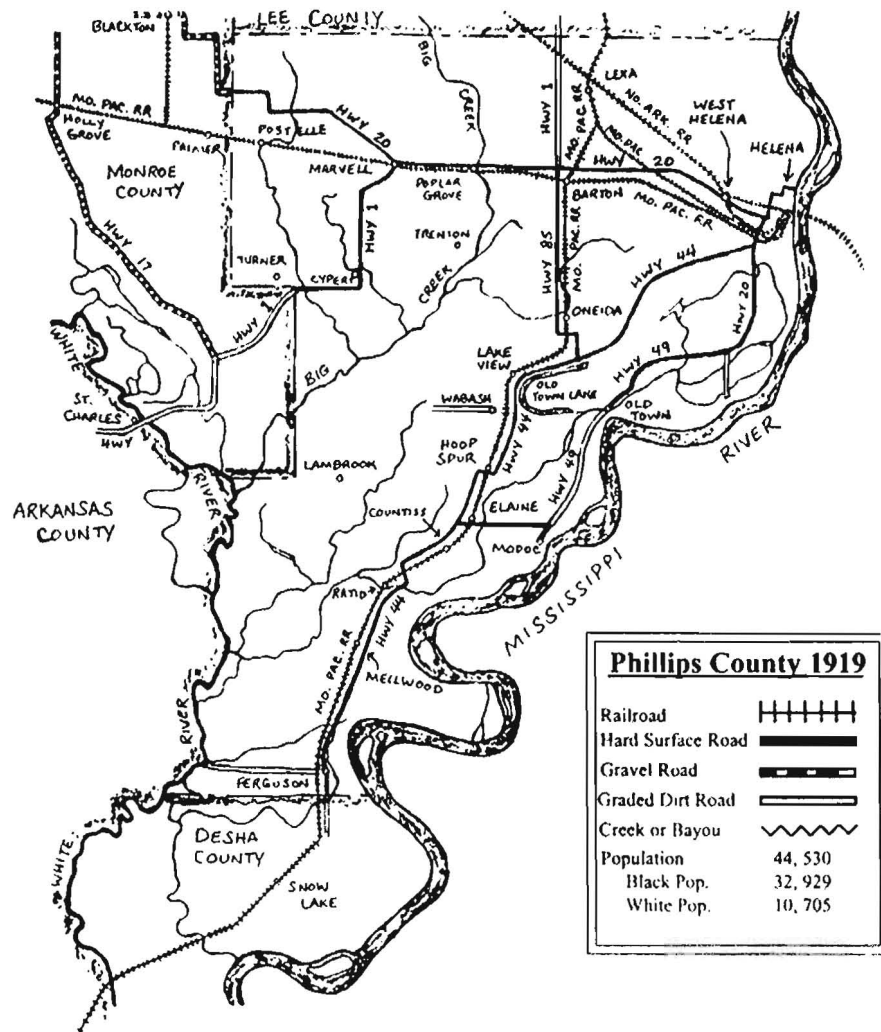 LEE COUNTY
BLACKTON
BIG
CREEK
HWY 1
LEXA
NO. ARK. RR
WEST
HELENA
HELENA
MO. PAC. RR
HOLLY
GROVE
PALMER
POSTELLE
HWY 20
MARVELL
MO. PAC. RR
MO. PAC.
HWY 20
POPLAR
GROVE
BARTON
MO. PAC. RR
MONROE
COUNTY
HWY 17
HWY 1
TRENTON
TURNER
CYPERT
CREEK
HWY 85
MO. PAC. RR
HWY 44
HWY 20
ONEIDA
HWY 1
WHITE
BIG
LAKE
VIEW
HWY 49
OLD
TOWN LAKE
WABASH
OLD
TOWN
ST.
CHARLES
HWY
HOOP
SPUR
HWY 44
HWY 49
RIVER
RIVER
LAMBROOK
ELAINE
ARKANSAS
COUNTY
COUNTISS
MODOC
MISSISSIPPI
RATIO
HWY 44
MO. PAC. RR
MELLWOOD
RIVER
FERGUSON
DESHA
COUNTY
WHITE
SNOW
LAKE
Phillips County 1919
Railroad
Hard Surface Road
Gravel Road
Graded Dirt Road
Creek or Bayou
Population 44, 530
Black Pop. 32, 929
White Pop. 10, 705